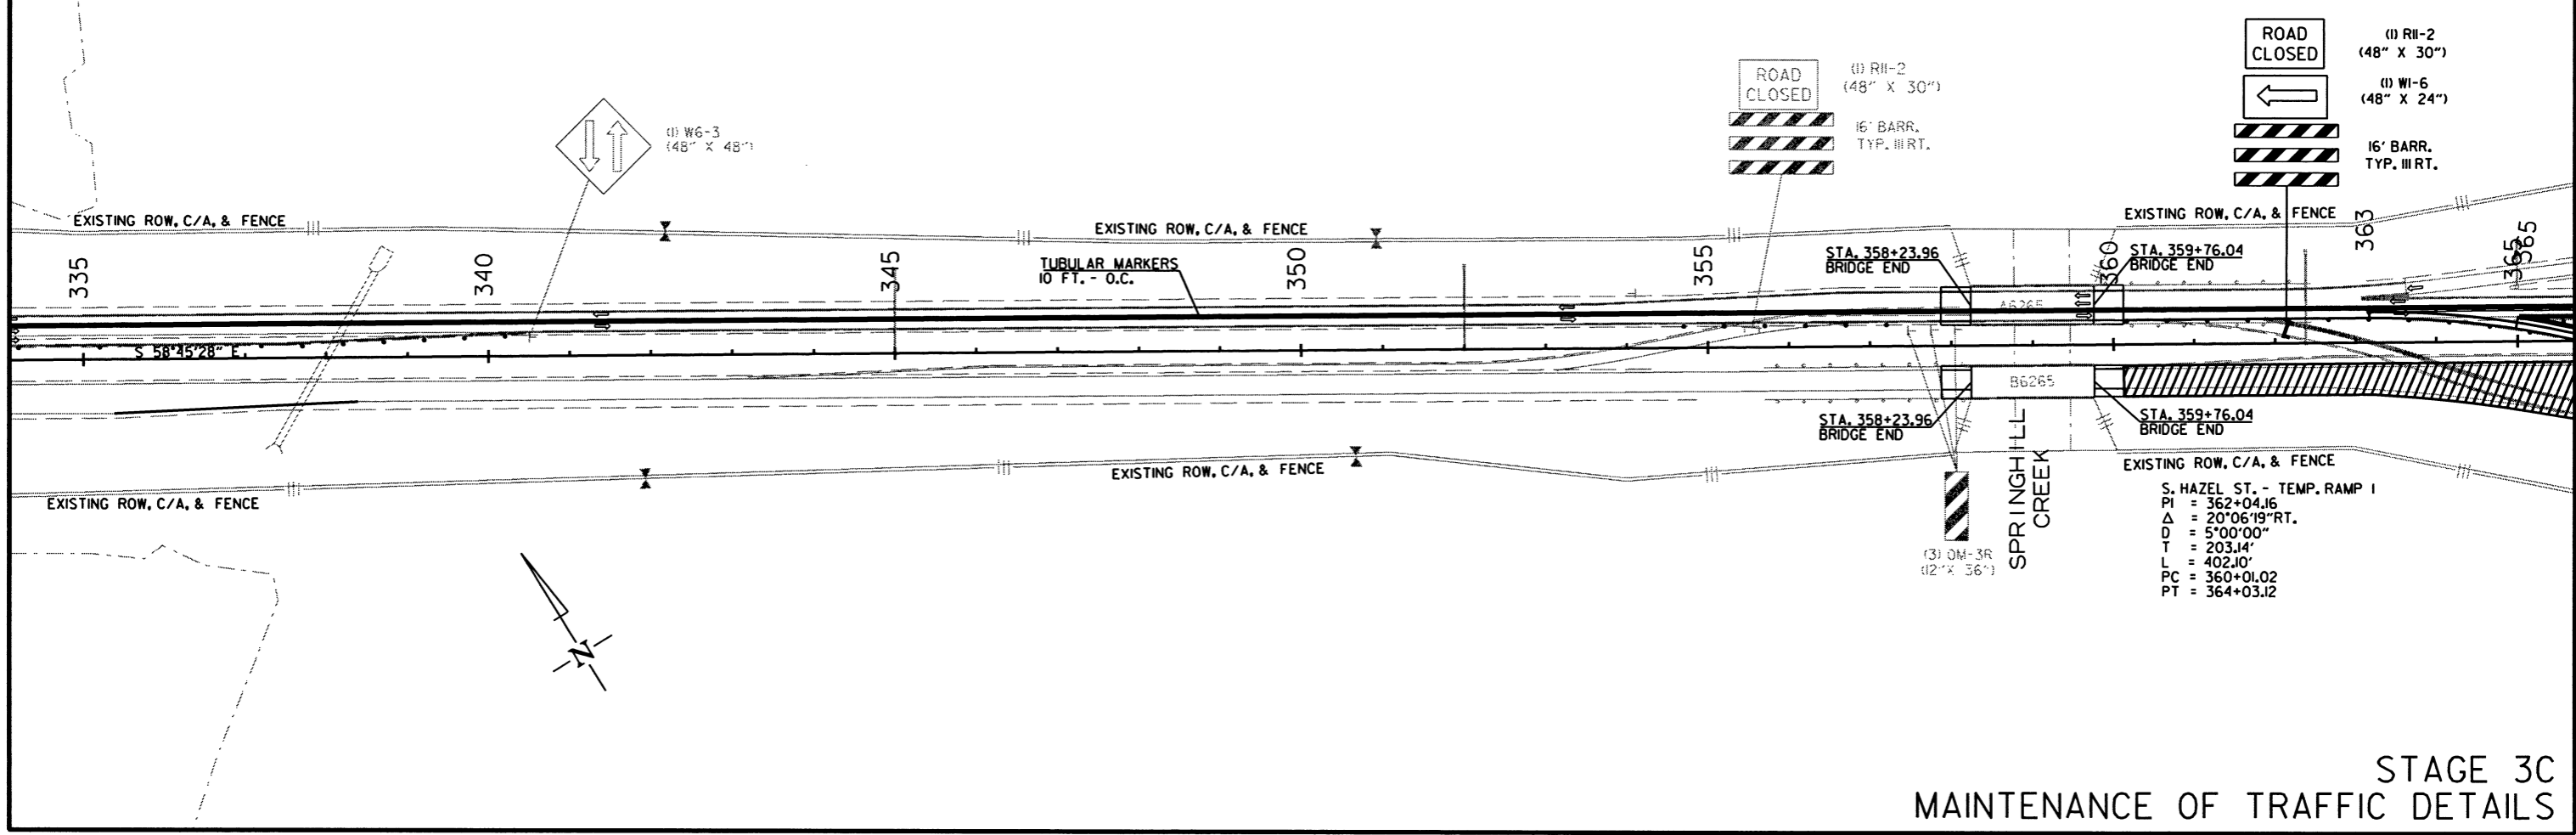 ROAD
CLOSED
(1) R11-2
(48" X 30")
(1) W1-6
(48" X 24")
16' BARR.
TYP. III RT.
ROAD
CLOSED
(1) R11-2
(48" X 30")
16' BARR.
TYP. III RT.
(1) W6-3
(48" X 48")
EXISTING ROW, C/A, & FENCE
EXISTING ROW, C/A, & FENCE
EXISTING ROW, C/A, & FENCE
335
340
345
350
355
360
363
365
365
TUBULAR MARKERS
10 FT. - O.C.
STA. 358+23.96
BRIDGE END
STA. 359+76.04
BRIDGE END
A6265
S 58°45'28" E
B6265
STA. 358+23.96
BRIDGE END
STA. 359+76.04
BRIDGE END
SPRINGHILL
CREEK
EXISTING ROW, C/A, & FENCE
EXISTING ROW, C/A, & FENCE
EXISTING ROW, C/A, & FENCE
S. HAZEL ST. - TEMP. RAMP 1
PI = 362+04.16
Δ = 20°06'19"RT.
D = 5°00'00"
T = 203.14'
L = 402.10'
PC = 360+01.02
PT = 364+03.12
(3) OM-3R
(12" X 36")
N
STAGE 3C
MAINTENANCE OF TRAFFIC DETAILS